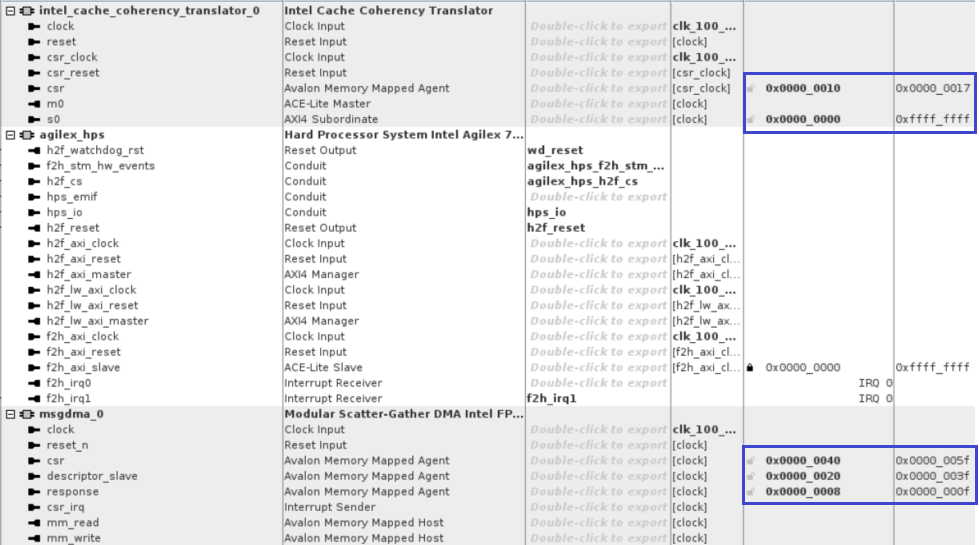 intel_cache_coherency_translator_0 Intel Cache Coherency Translator
clock Clock Input Double-click to export clk_100_...
reset Reset Input Double-click to export [clock]
csr_clock Clock Input Double-click to export clk_100_...
csr_reset Reset Input Double-click to export [csr_clock]
csr Avalon Memory Mapped Agent Double-click to export [csr_clock] 0x0000_0010 0x0000_0017
m0 ACE-Lite Master Double-click to export [clock]
s0 AXI4 Subordinate Double-click to export [clock] 0x0000_0000 0xffff_ffff
agilex_hps Hard Processor System Intel Agilex 7...
h2f_watchdog_rst Reset Output wd_reset
f2h_stm_hw_events Conduit agilex_hps_f2h_stm_...
h2f_cs Conduit agilex_hps_h2f_cs
hps_emif Conduit Double-click to export
hps_io Conduit hps_io
h2f_reset Reset Output h2f_reset
h2f_axi_clock Clock Input Double-click to export clk_100_...
h2f_axi_reset Reset Input Double-click to export [h2f_axi_cl...
h2f_axi_master AXI4 Manager Double-click to export [h2f_axi_cl...
h2f_lw_axi_clock Clock Input Double-click to export clk_100_...
h2f_lw_axi_reset Reset Input Double-click to export [h2f_lw_ax...
h2f_lw_axi_master AXI4 Manager Double-click to export [h2f_lw_ax...
f2h_axi_clock Clock Input Double-click to export clk_100_...
f2h_axi_reset Reset Input Double-click to export [f2h_axi_cl...
f2h_axi_slave ACE-Lite Slave Double-click to export [f2h_axi_cl... 0x0000_0000 0xffff_ffff
f2h_irq0 Interrupt Receiver Double-click to export IRQ 0
f2h_irq1 Interrupt Receiver f2h_irq1 IRQ 0
msgdma_0 Modular Scatter-Gather DMA Intel FP...
clock Clock Input Double-click to export clk_100_...
reset_n Reset Input Double-click to export [clock]
csr Avalon Memory Mapped Agent Double-click to export [clock] 0x0000_0040 0x0000_005f
descriptor_slave Avalon Memory Mapped Agent Double-click to export [clock] 0x0000_0020 0x0000_003f
response Avalon Memory Mapped Agent Double-click to export [clock] 0x0000_0008 0x0000_000f
csr_irq Interrupt Sender Double-click to export [clock]
mm_read Avalon Memory Mapped Host Double-click to export [clock]
mm_write Avalon Memory Mapped Host Double-click to export [clock]